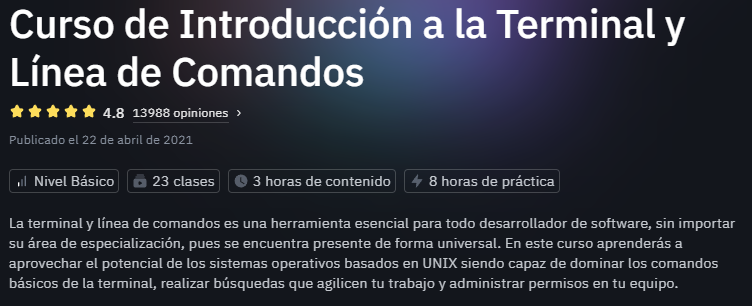 Curso de Introducción a la Terminal y
Línea de Comandos
4.8 13988 opiniones
Publicado el 22 de abril de 2021
Nivel Básico 23 clases 3 horas de contenido 8 horas de práctica
La terminal y línea de comandos es una herramienta esencial para todo desarrollador de software, sin importar
su área de especialización, pues se encuentra presente de forma universal. En este curso aprenderás a
aprovechar el potencial de los sistemas operativos basados en UNIX siendo capaz de dominar los comandos
básicos de la terminal, realizar búsquedas que agilicen tu trabajo y administrar permisos en tu equipo.